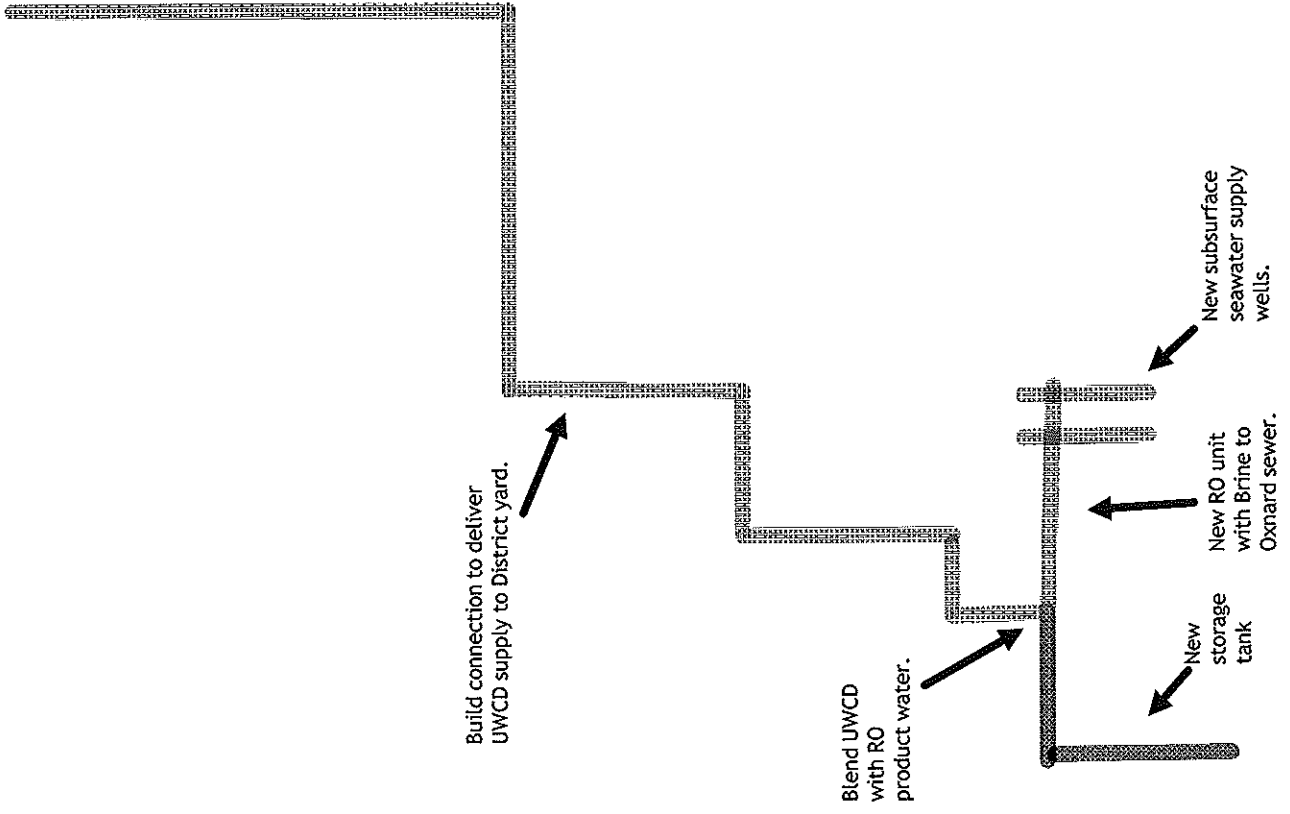 Build connection to deliver
UWCD supply to District yard.
Blend UWCD
with RO
product water.
New
storage
tank
New RO unit
with Brine to
Oxnard sewer.
New subsurface
seawater supply
wells.